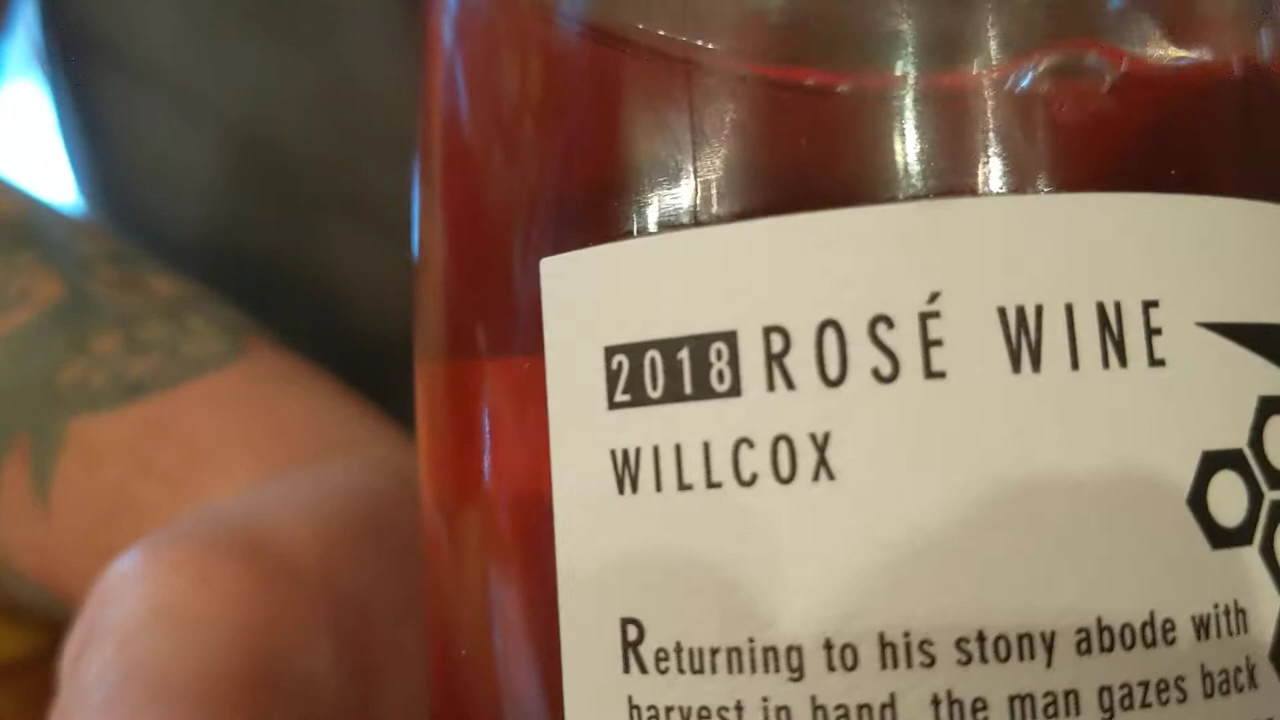 2018 ROSÉ WINE
WILLCOX
Returning to his stony abode with
harvest in hand, the man gazes back